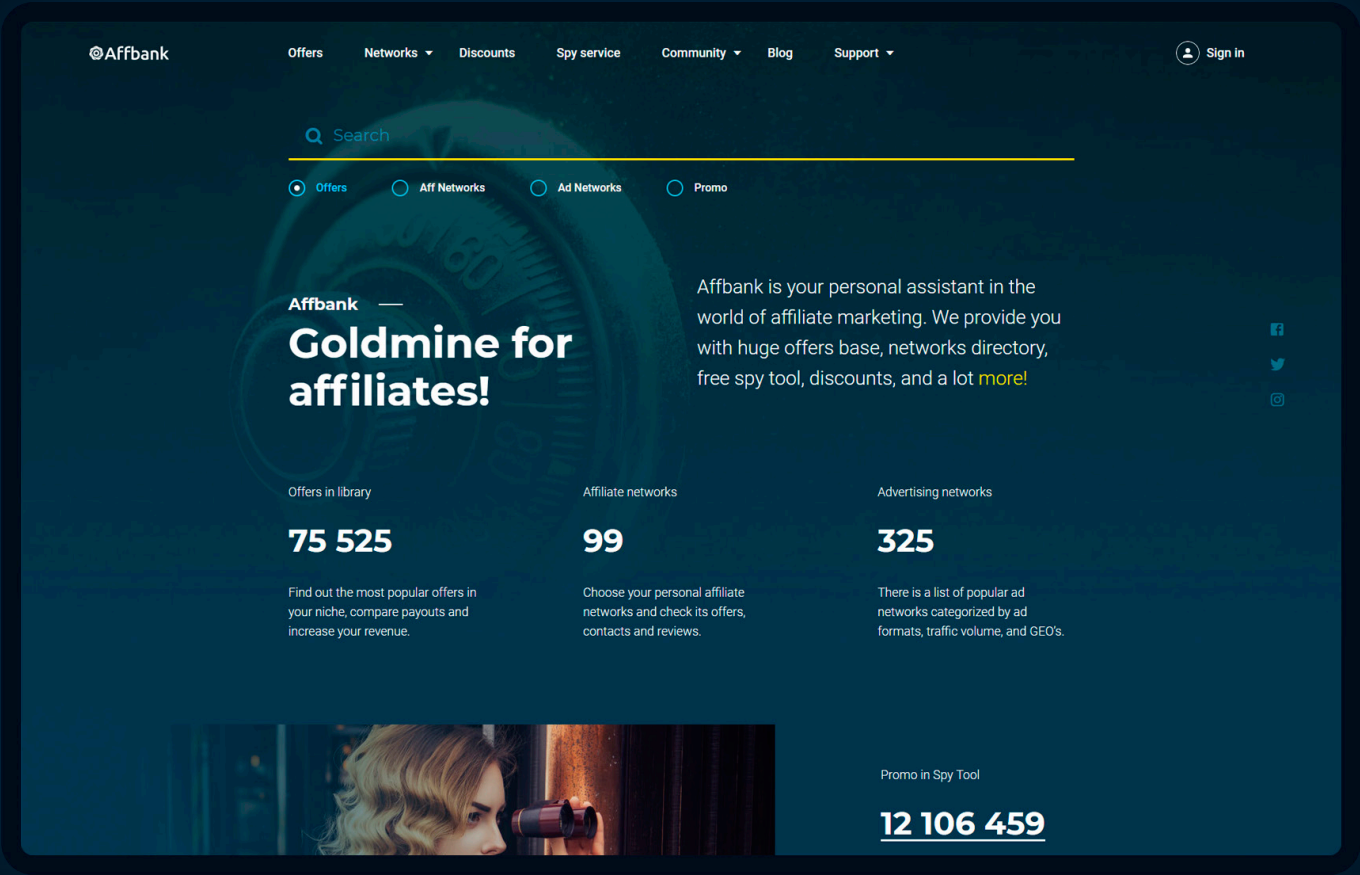 Affbank
Offers Networks Discounts Spy service Community Blog Support Sign in
Search
Offers Aff Networks Ad Networks Promo
Affbank
Goldmine for
affiliates!
Affbank is your personal assistant in the
world of affiliate marketing. We provide you
with huge offers base, networks directory,
free spy tool, discounts, and a lot more!
Offers in library
75 525
Find out the most popular offers in
your niche, compare payouts and
increase your revenue.
Affiliate networks
99
Choose your personal affiliate
networks and check its offers,
contacts and reviews.
Advertising networks
325
There is a list of popular ad
networks categorized by ad
formats, traffic volume, and GEO's.
Promo in Spy Tool
12 106 459